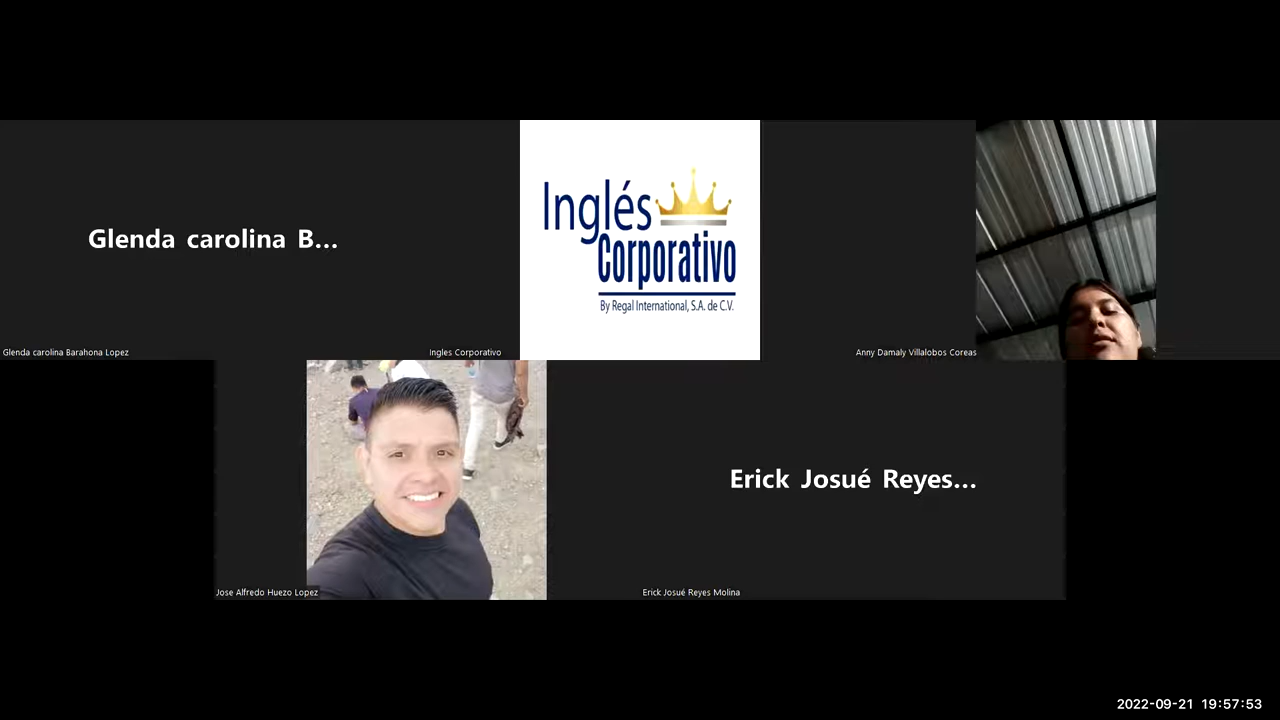 Glenda carolina B...
Glenda carolina Barahona Lopez
Inglés
Corporativo
By Regal International, S.A. de C.V.
Ingles Corporativo
Anny Damaly Villalobos Coreas
Jose Alfredo Huezo Lopez
Erick Josué Reyes...
Erick Josué Reyes Molina
2022-09-21 19:57:53